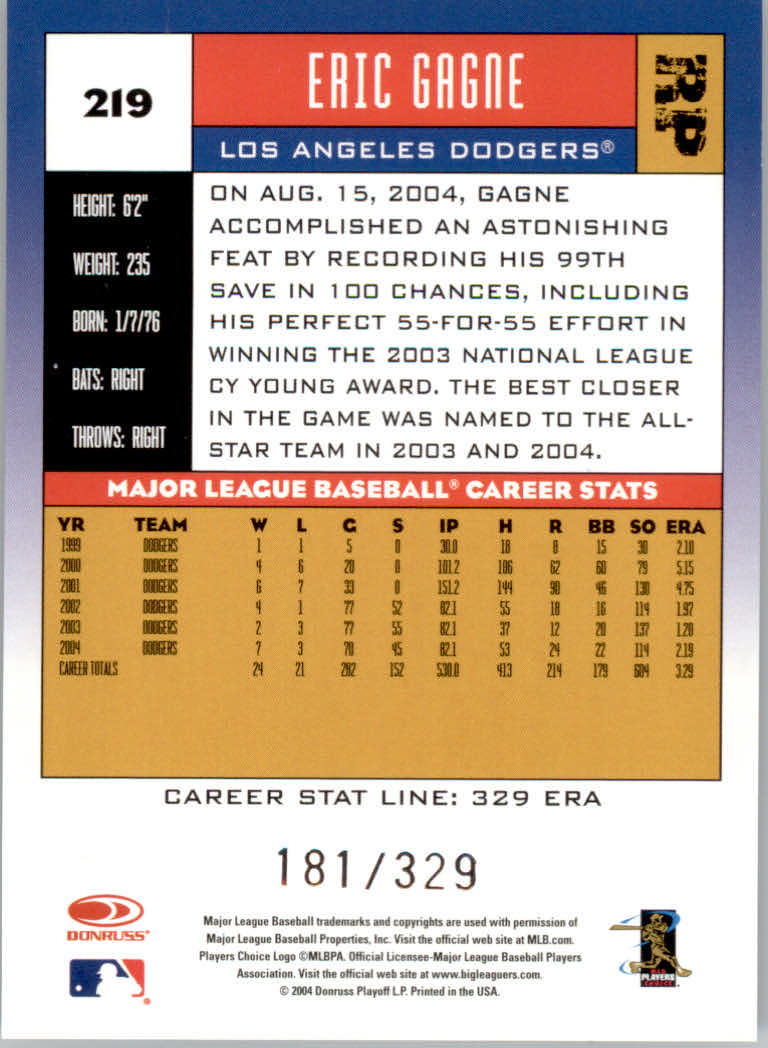 219
ERIC GAGNE
RP
LOS ANGELES DODGERS®
HEIGHT: 6'2"
WEIGHT: 235
BORN: 1/7/76
BATS: RIGHT
THROWS: RIGHT
ON AUG. 15, 2004, GAGNE
ACCOMPLISHED AN ASTONISHING
FEAT BY RECORDING HIS 99TH
SAVE IN 100 CHANCES, INCLUDING
HIS PERFECT 55-FOR-55 EFFORT IN
WINNING THE 2003 NATIONAL LEAGUE
CY YOUNG AWARD. THE BEST CLOSER
IN THE GAME WAS NAMED TO THE ALL-
STAR TEAM IN 2003 AND 2004.
MAJOR LEAGUE BASEBALL® CAREER STATS
YR TEAM W L G S IP H R BB SO ERA
1999 DODGERS 1 1 5 0 30.0 18 8 15 30 2.10
2000 DODGERS 4 6 20 0 101.2 106 62 60 79 5.15
2001 DODGERS 6 7 33 0 151.2 144 90 46 130 4.75
2002 DODGERS 4 1 77 52 82.1 55 18 16 114 1.97
2003 DODGERS 2 3 77 55 82.1 37 12 20 137 1.20
2004 DODGERS 7 3 70 45 82.1 53 24 22 114 2.19
CAREER TOTALS 24 21 282 152 530.0 413 214 179 604 3.29
CAREER STAT LINE: 329 ERA
181/329
DONRUSS®
Major League Baseball trademarks and copyrights are used with permission of
Major League Baseball Properties, Inc. Visit the official web site at MLB.com.
Players Choice Logo ©MLBPA. Official Licensee-Major League Baseball Players
Association. Visit the official web site at www.bigleaguers.com.
© 2004 Donruss Playoff L.P. Printed in the USA.
MLB
PLAYERS
CHOICE